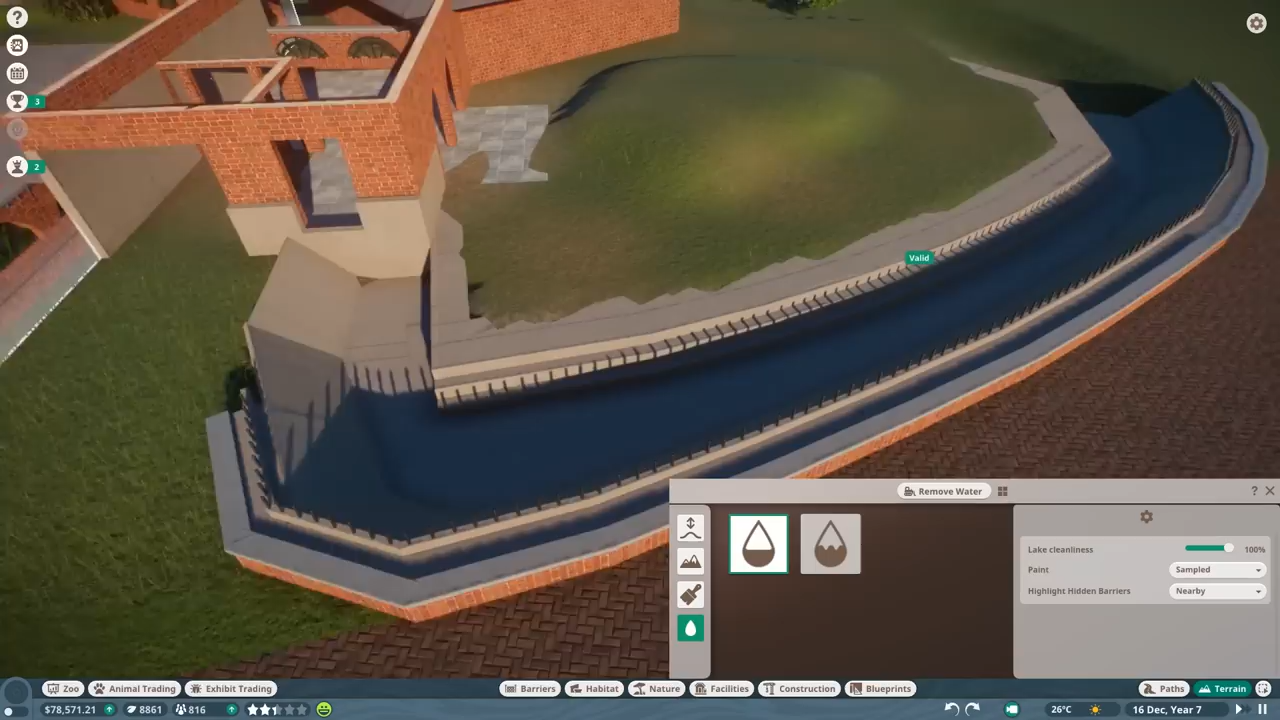 ?
3
2
Valid
Remove Water
?
Lake cleanliness 100%
Paint Sampled
Highlight Hidden Barriers Nearby
Zoo Animal Trading Exhibit Trading Barriers Habitat Nature Facilities Construction Blueprints Paths Terrain
$78,571.21 8861 816 26°C 16 Dec, Year 7